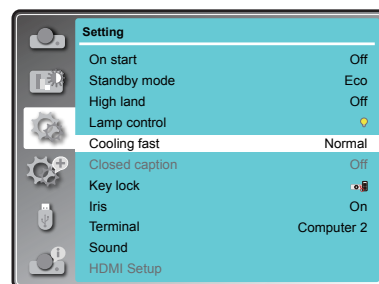 Setting
On start Off
Standby mode Eco
High land Off
Lamp control
Cooling fast Normal
Closed caption Off
Key lock
Iris On
Terminal Computer 2
Sound
HDMI Setup